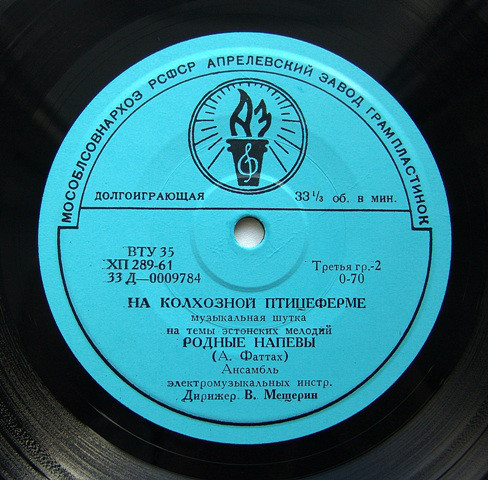 МОСОБЛСОВНАРХОЗ РСФСР АПРЕЛЕВСКИЙ ЗАВОД ГРАМПЛАСТИНОК
АЗ
ДОЛГОИГРАЮЩАЯ 33 1/3 об. в мин.
ВТУ 35
ХП 289-61
33 Д—0009784
Третья гр.-2
0-70
НА КОЛХОЗНОЙ ПТИЦЕФЕРМЕ
музыкальная шутка
на темы эстонских мелодий
РОДНЫЕ НАПЕВЫ
(А. Фаттах)
Ансамбль
электромузыкальных инстр.
Дирижер В. Мещерин